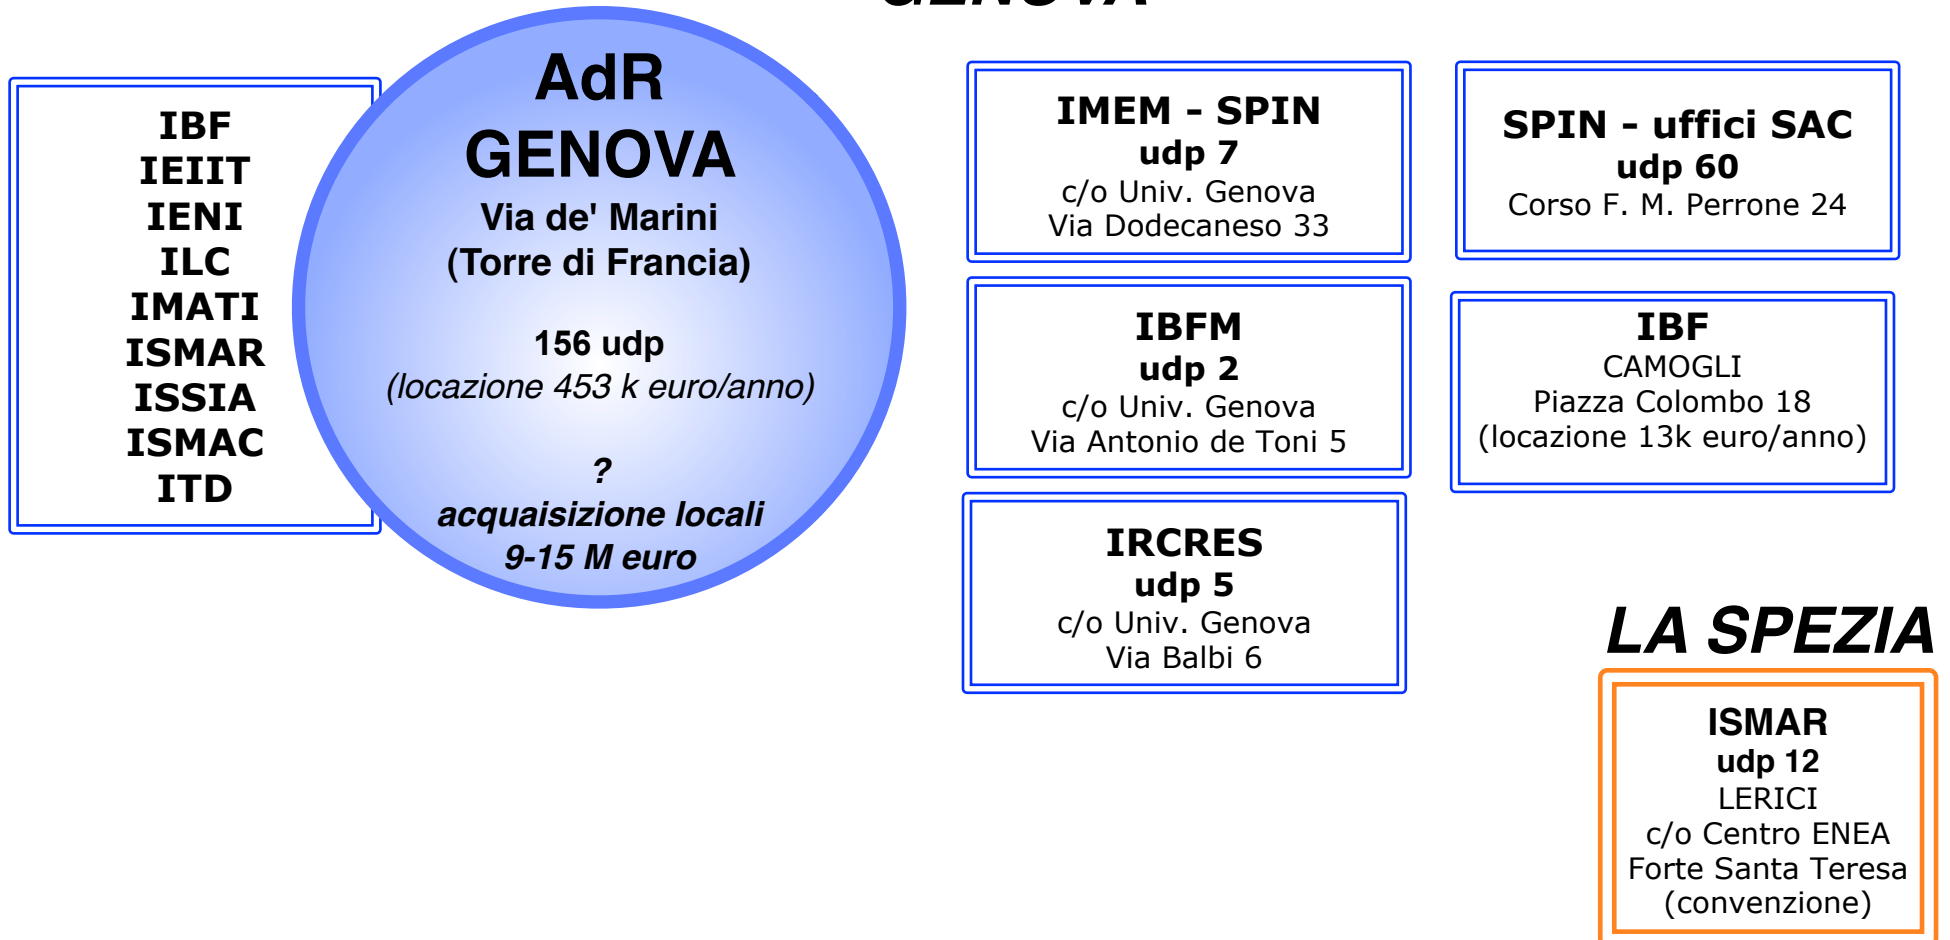 GENOVA
IBF
IEIIT
IENI
ILC
IMATI
ISMAR
ISSIA
ISMAC
ITD
AdR
GENOVA
Via de' Marini
(Torre di Francia)
156 udp
(locazione 453 k euro/anno)
?
acquaisizione locali
9-15 M euro
IMEM - SPIN
udp 7
c/o Univ. Genova
Via Dodecaneso 33
IBFM
udp 2
c/o Univ. Genova
Via Antonio de Toni 5
IRCRES
udp 5
c/o Univ. Genova
Via Balbi 6
SPIN - uffici SAC
udp 60
Corso F. M. Perrone 24
IBF
CAMOGLI
Piazza Colombo 18
(locazione 13k euro/anno)
LA SPEZIA
ISMAR
udp 12
LERICI
c/o Centro ENEA
Forte Santa Teresa
(convenzione)